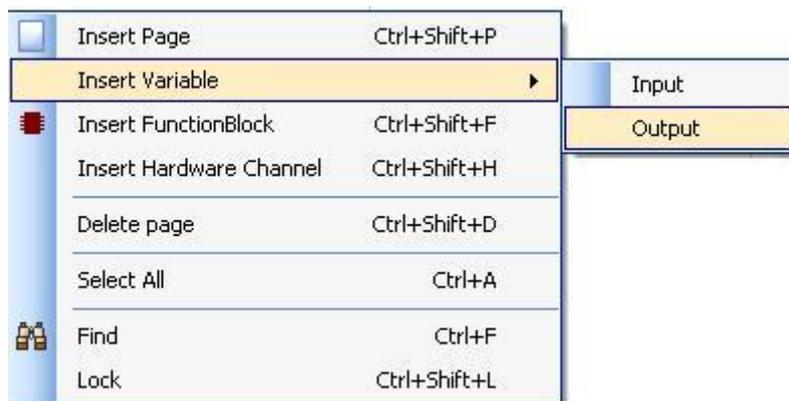 Insert Page Ctrl+Shift+P
Insert Variable
Input
Insert FunctionBlock Ctrl+Shift+F
Output
Insert Hardware Channel Ctrl+Shift+H
Delete page Ctrl+Shift+D
Select All Ctrl+A
Find Ctrl+F
Lock Ctrl+Shift+L